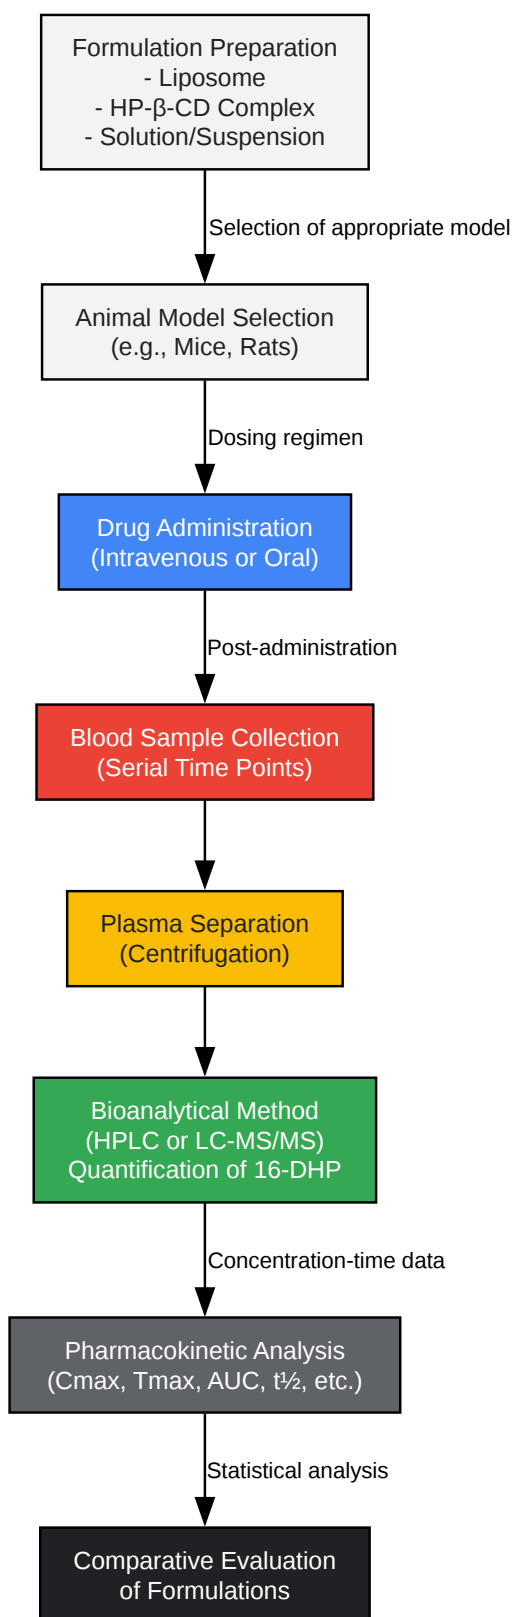 Formulation Preparation
- Liposome
- HP-β-CD Complex
- Solution/Suspension
Selection of appropriate model
Animal Model Selection
(e.g., Mice, Rats)
Dosing regimen
Drug Administration
(Intravenous or Oral)
Post-administration
Blood Sample Collection
(Serial Time Points)
Plasma Separation
(Centrifugation)
Bioanalytical Method
(HPLC or LC-MS/MS)
Quantification of 16-DHP
Concentration-time data
Pharmacokinetic Analysis
(Cmax, Tmax, AUC, t½, etc.)
Statistical analysis
Comparative Evaluation
of Formulations